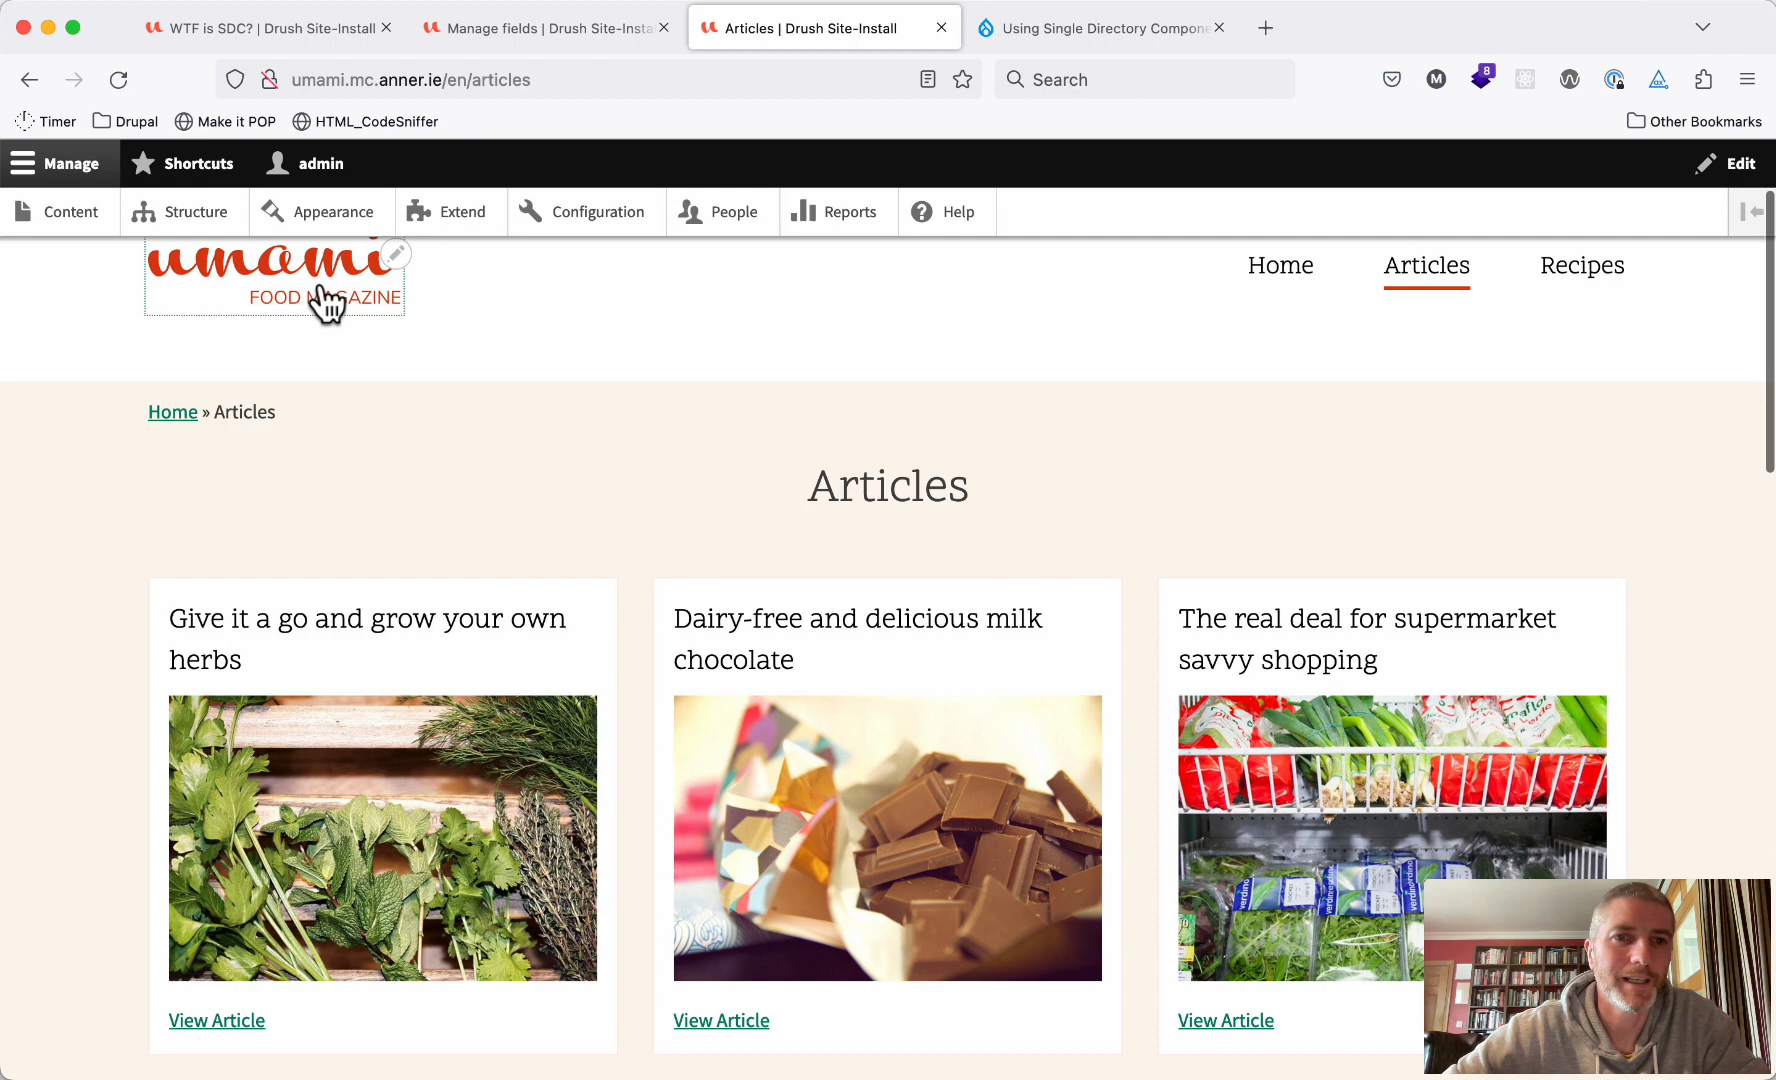 WTF is SDC? | Drush Site-Install
Manage fields | Drush Site-Insta
Articles | Drush Site-Install
Using Single Directory Compone
umami.mc.anner.ie/en/articles
Search
8
Timer
Drupal
Make it POP
HTML_CodeSniffer
Other Bookmarks
Manage
Shortcuts
admin
Edit
Content
Structure
Appearance
Extend
Configuration
People
Reports
Help
umami
FOOD MAGAZINE
Home
Articles
Recipes
Home » Articles
Articles
Give it a go and grow your own
herbs
Dairy-free and delicious milk
chocolate
The real deal for supermarket
savvy shopping
View Article
View Article
View Article